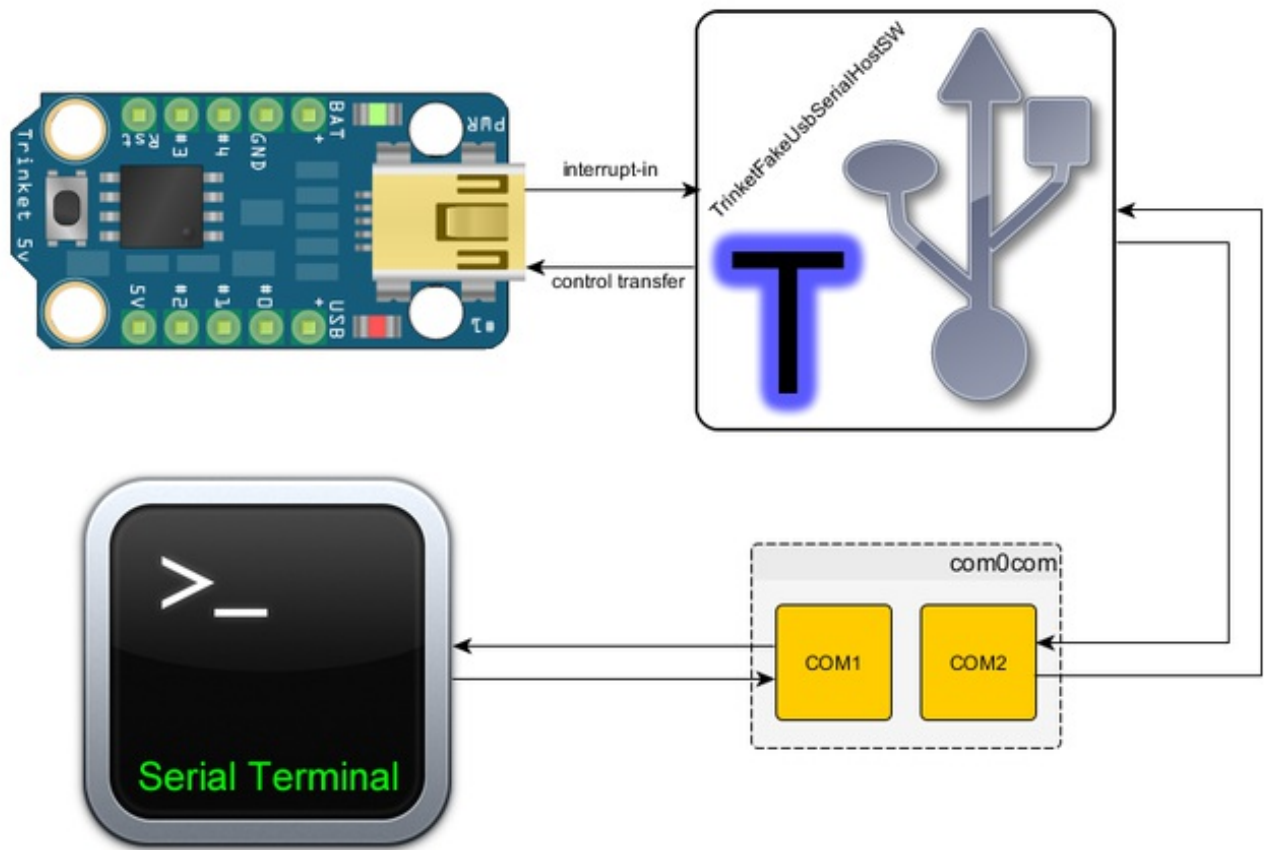 BAT
+
PWR
Rst
#3
#4
GND
Trinket 5v
5V
#2
#1
#0
+
USB
#1
interrupt-in
control transfer
TrinketFakeUsbSerialHostSW
T
com0com
COM1
COM2
>_
Serial Terminal